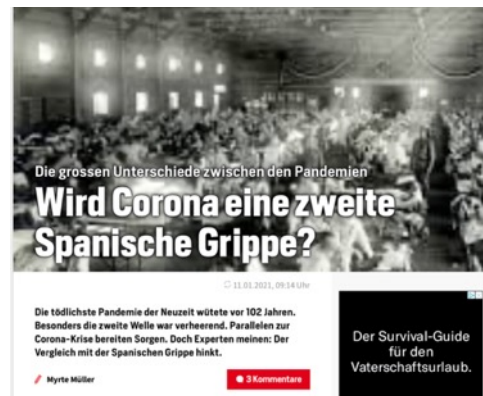 Die grossen Unterschiede zwischen den Pandemien
Wird Corona eine zweite
Spanische Grippe?
11.01.2021, 09:14 Uhr
Die tödlichste Pandemie der Neuzeit wütete vor 102 Jahren.
Besonders die zweite Welle war verheerend. Parallelen zur
Corona-Krise bereiten Sorgen. Doch Experten meinen: Der
Vergleich mit der Spanischen Grippe hinkt.
Myrte Müller
3 Kommentare
Der Survival-Guide
für den
Vaterschaftsurlaub.